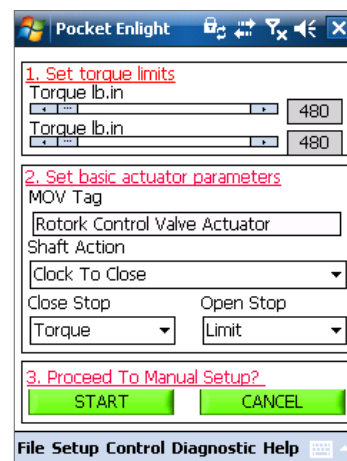 Pocket Enlight
1. Set torque limits
Torque lb.in
480
Torque lb.in
480
2. Set basic actuator parameters
MOV Tag
Rotork Control Valve Actuator
Shaft Action
Clock To Close
Close Stop Open Stop
Torque Limit
3. Proceed To Manual Setup?
START CANCEL
File Setup Control Diagnostic Help